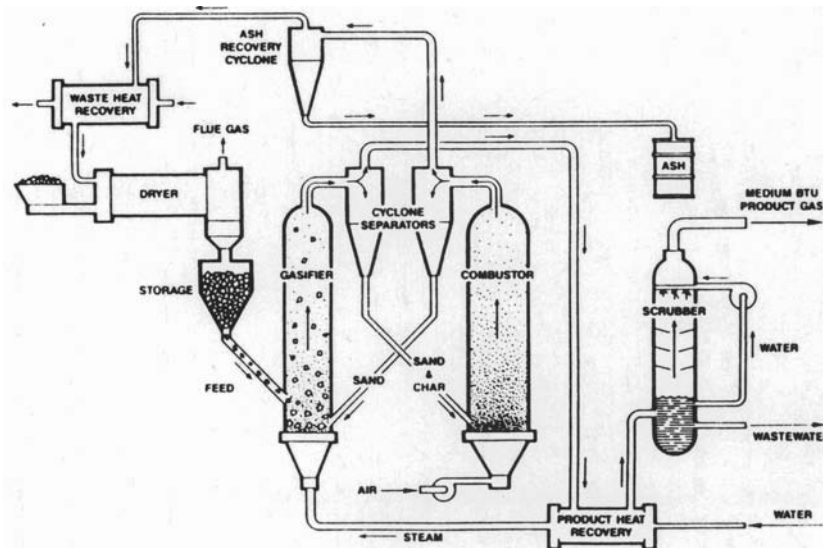 ASH
RECOVERY
CYCLONE
WASTE HEAT
RECOVERY
FLUE GAS
ASH
DRYER
MEDIUM BTU
PRODUCT GAS
CYCLONE
SEPARATORS
GASIFIER
COMBUSTOR
STORAGE
SCRUBBER
WATER
SAND
SAND
&
CHAR
FEED
WASTEWATER
AIR
PRODUCT HEAT
RECOVERY
WATER
STEAM